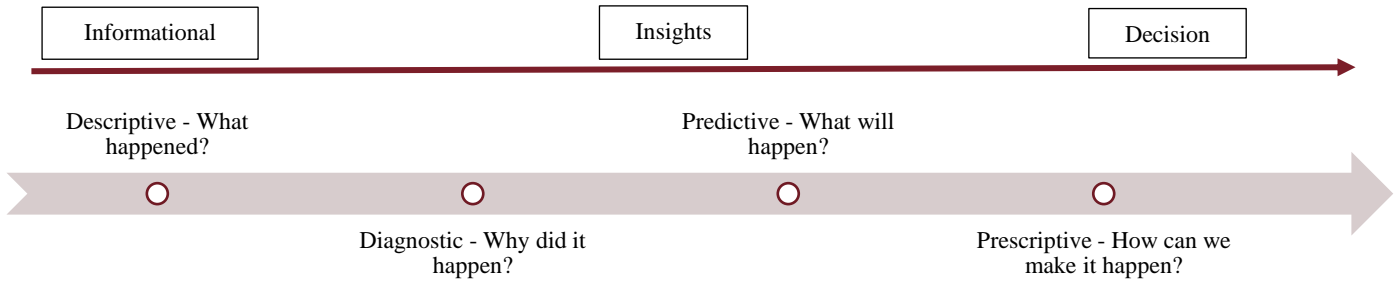 Informational
Insights
Decision
Descriptive - What
happened?
Predictive - What will
happen?
Diagnostic - Why did it
happen?
Prescriptive - How can we
make it happen?